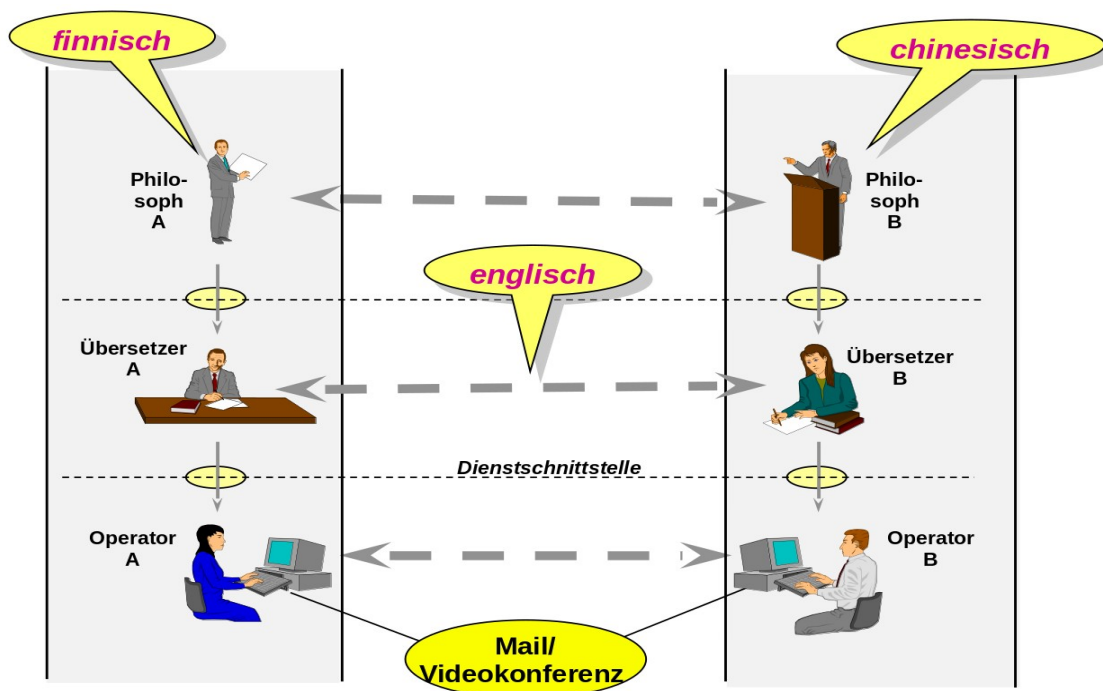 finnisch
chinesisch
Philo-
soph
A
Philo-
soph
B
englisch
Übersetzer
A
Übersetzer
B
Dienstschnittstelle
Operator
A
Operator
B
Mail/
Videokonferenz